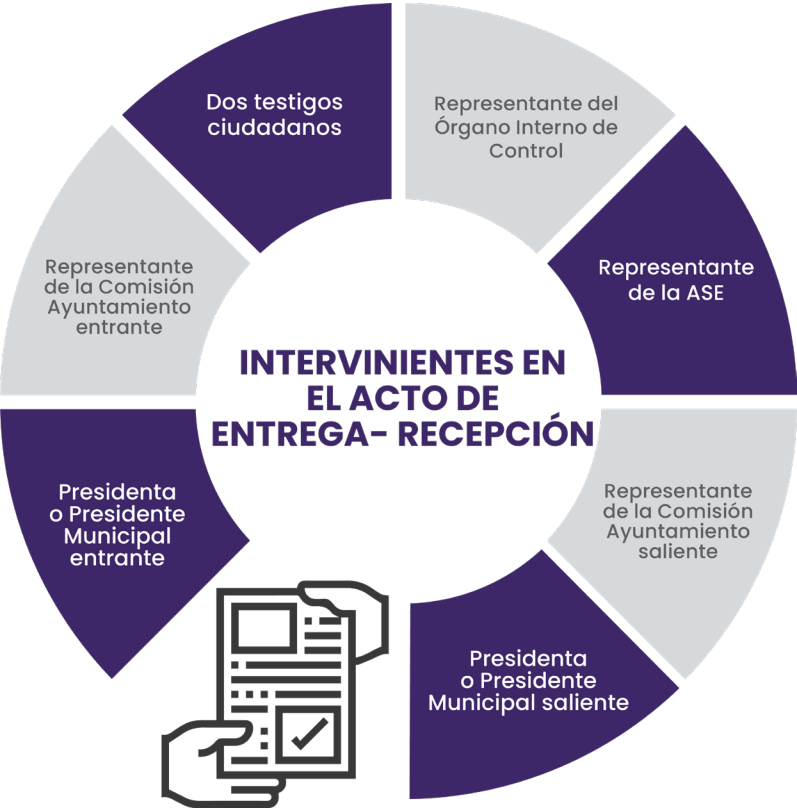 Dos testigos
ciudadanos
Representante del
Órgano Interno de
Control
Representante
de la ASE
Representante
de la Comisión
Ayuntamiento
entrante
INTERVINIENTES EN
EL ACTO DE
ENTREGA- RECEPCIÓN
Presidenta
o Presidente
Municipal
entrante
Representante
de la Comisión
Ayuntamiento
saliente
Presidenta
o Presidente
Municipal saliente